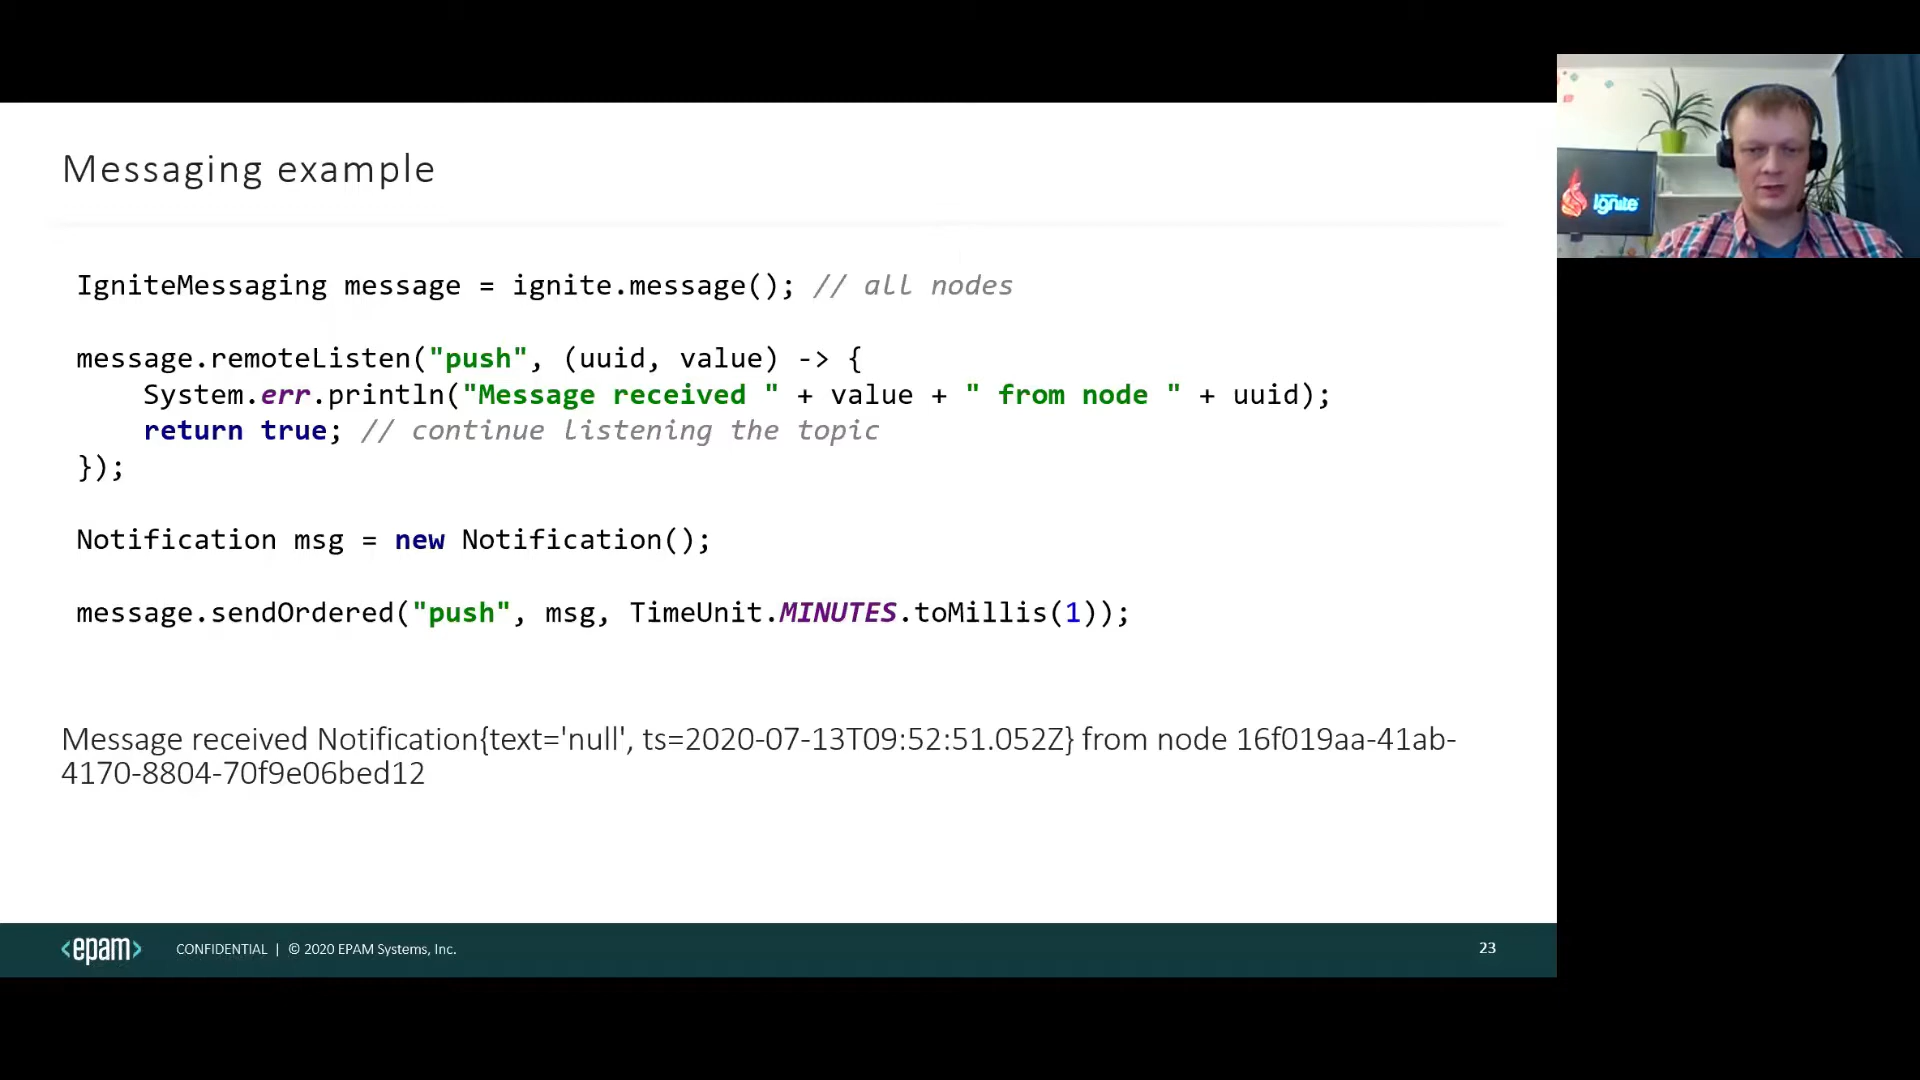 Messaging example
IgniteMessaging message = ignite.message(); // all nodes
message.remoteListen("push", (uuid, value) -> {
    System.err.println("Message received " + value + " from node " + uuid);
    return true; // continue listening the topic
});
Notification msg = new Notification();
message.sendOrdered("push", msg, TimeUnit.MINUTES.toMillis(1));
Message received Notification{text='null', ts=2020-07-13T09:52:51.052Z} from node 16f019aa-41ab-
4170-8804-70f9e06bed12
<epam> CONFIDENTIAL | © 2020 EPAM Systems, Inc.
23
Ignite